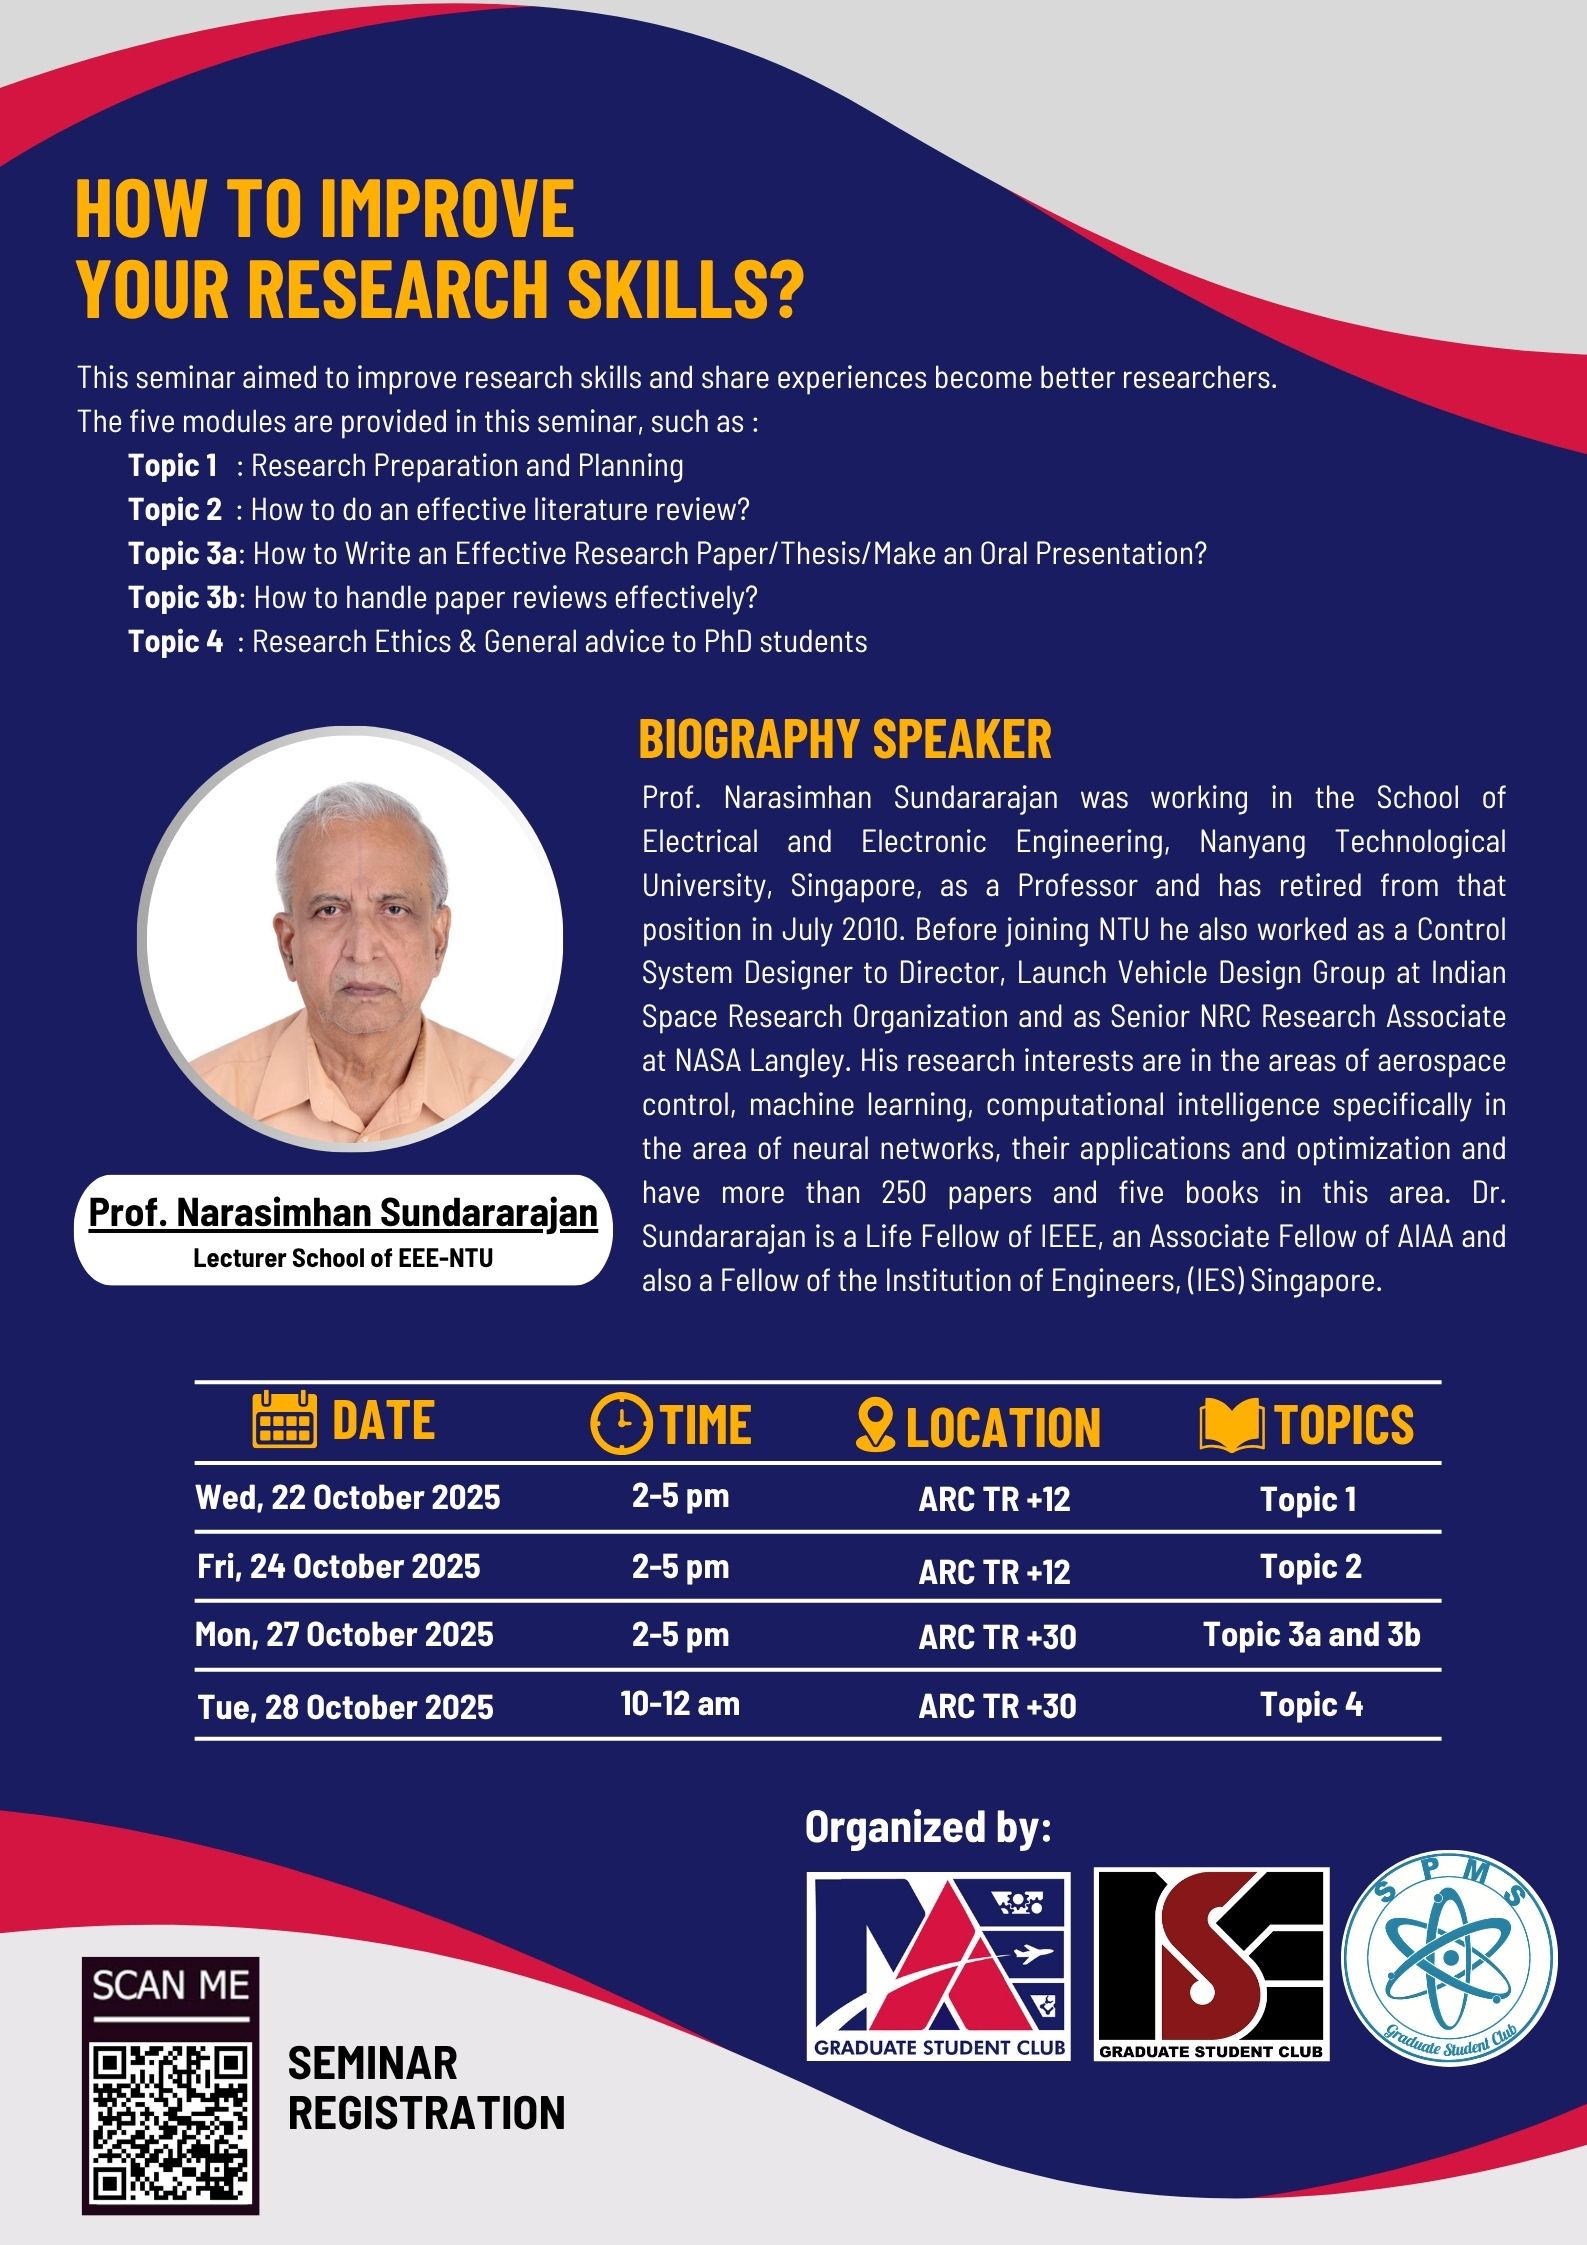 HOW TO IMPROVE
YOUR RESEARCH SKILLS?
This seminar aimed to improve research skills and share experiences become better researchers.
The five modules are provided in this seminar, such as :
Topic 1 : Research Preparation and Planning
Topic 2 : How to do an effective literature review?
Topic 3a: How to Write an Effective Research Paper/Thesis/Make an Oral Presentation?
Topic 3b: How to handle paper reviews effectively?
Topic 4 : Research Ethics & General advice to PhD students
BIOGRAPHY SPEAKER
Prof. Narasimhan Sundararajan was working in the School of
Electrical and Electronic Engineering, Nanyang Technological
University, Singapore, as a Professor and has retired from that
position in July 2010. Before joining NTU he also worked as a Control
System Designer to Director, Launch Vehicle Design Group at Indian
Space Research Organization and as Senior NRC Research Associate
at NASA Langley. His research interests are in the areas of aerospace
control, machine learning, computational intelligence specifically in
the area of neural networks, their applications and optimization and
have more than 250 papers and five books in this area. Dr.
Sundararajan is a Life Fellow of IEEE, an Associate Fellow of AIAA and
also a Fellow of the Institution of Engineers, (IES) Singapore.
Prof. Narasimhan Sundararajan
Lecturer School of EEE-NTU
DATE TIME LOCATION TOPICS
Wed, 22 October 2025 2-5 pm ARC TR +12 Topic 1
Fri, 24 October 2025 2-5 pm ARC TR +12 Topic 2
Mon, 27 October 2025 2-5 pm ARC TR +30 Topic 3a and 3b
Tue, 28 October 2025 10-12 am ARC TR +30 Topic 4
Organized by:
MA
GRADUATE STUDENT CLUB
MSE
GRADUATE STUDENT CLUB
SPMS
Graduate Student Club
SCAN ME
SEMINAR
REGISTRATION